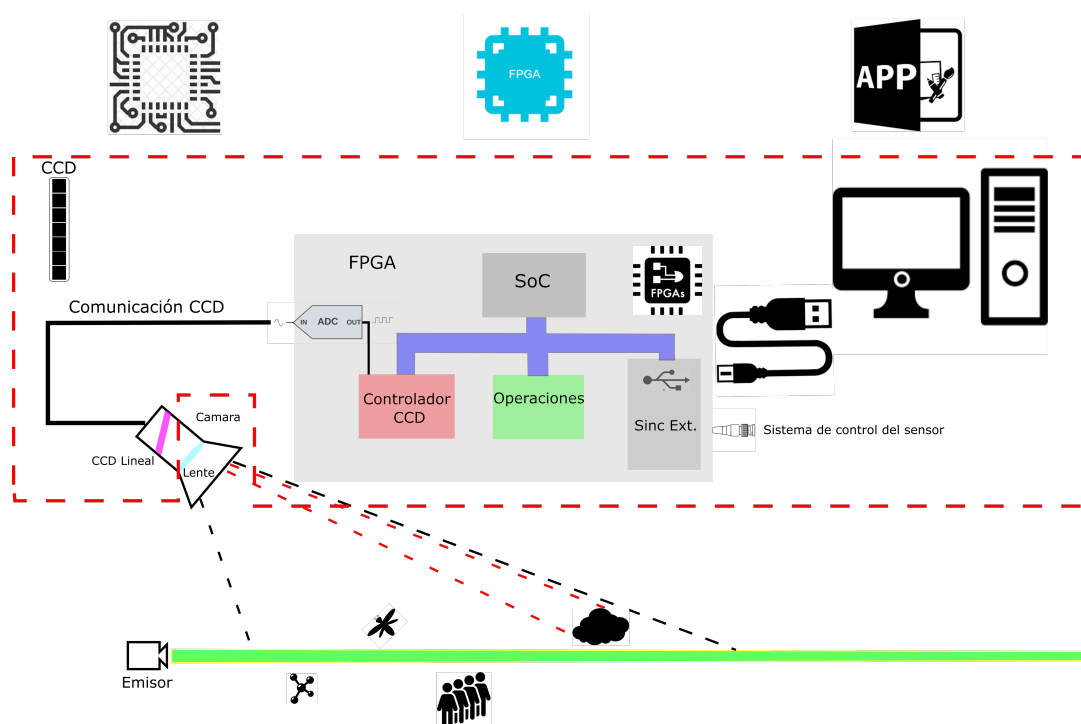 FPGA
APP
CCD
FPGA
SoC
FPGAs
Comunicación CCD
IN
ADC
OUT
Controlador
CCD
Operaciones
Sinc Ext.
Sistema de control del sensor
Camara
CCD Lineal
Lente
Emisor